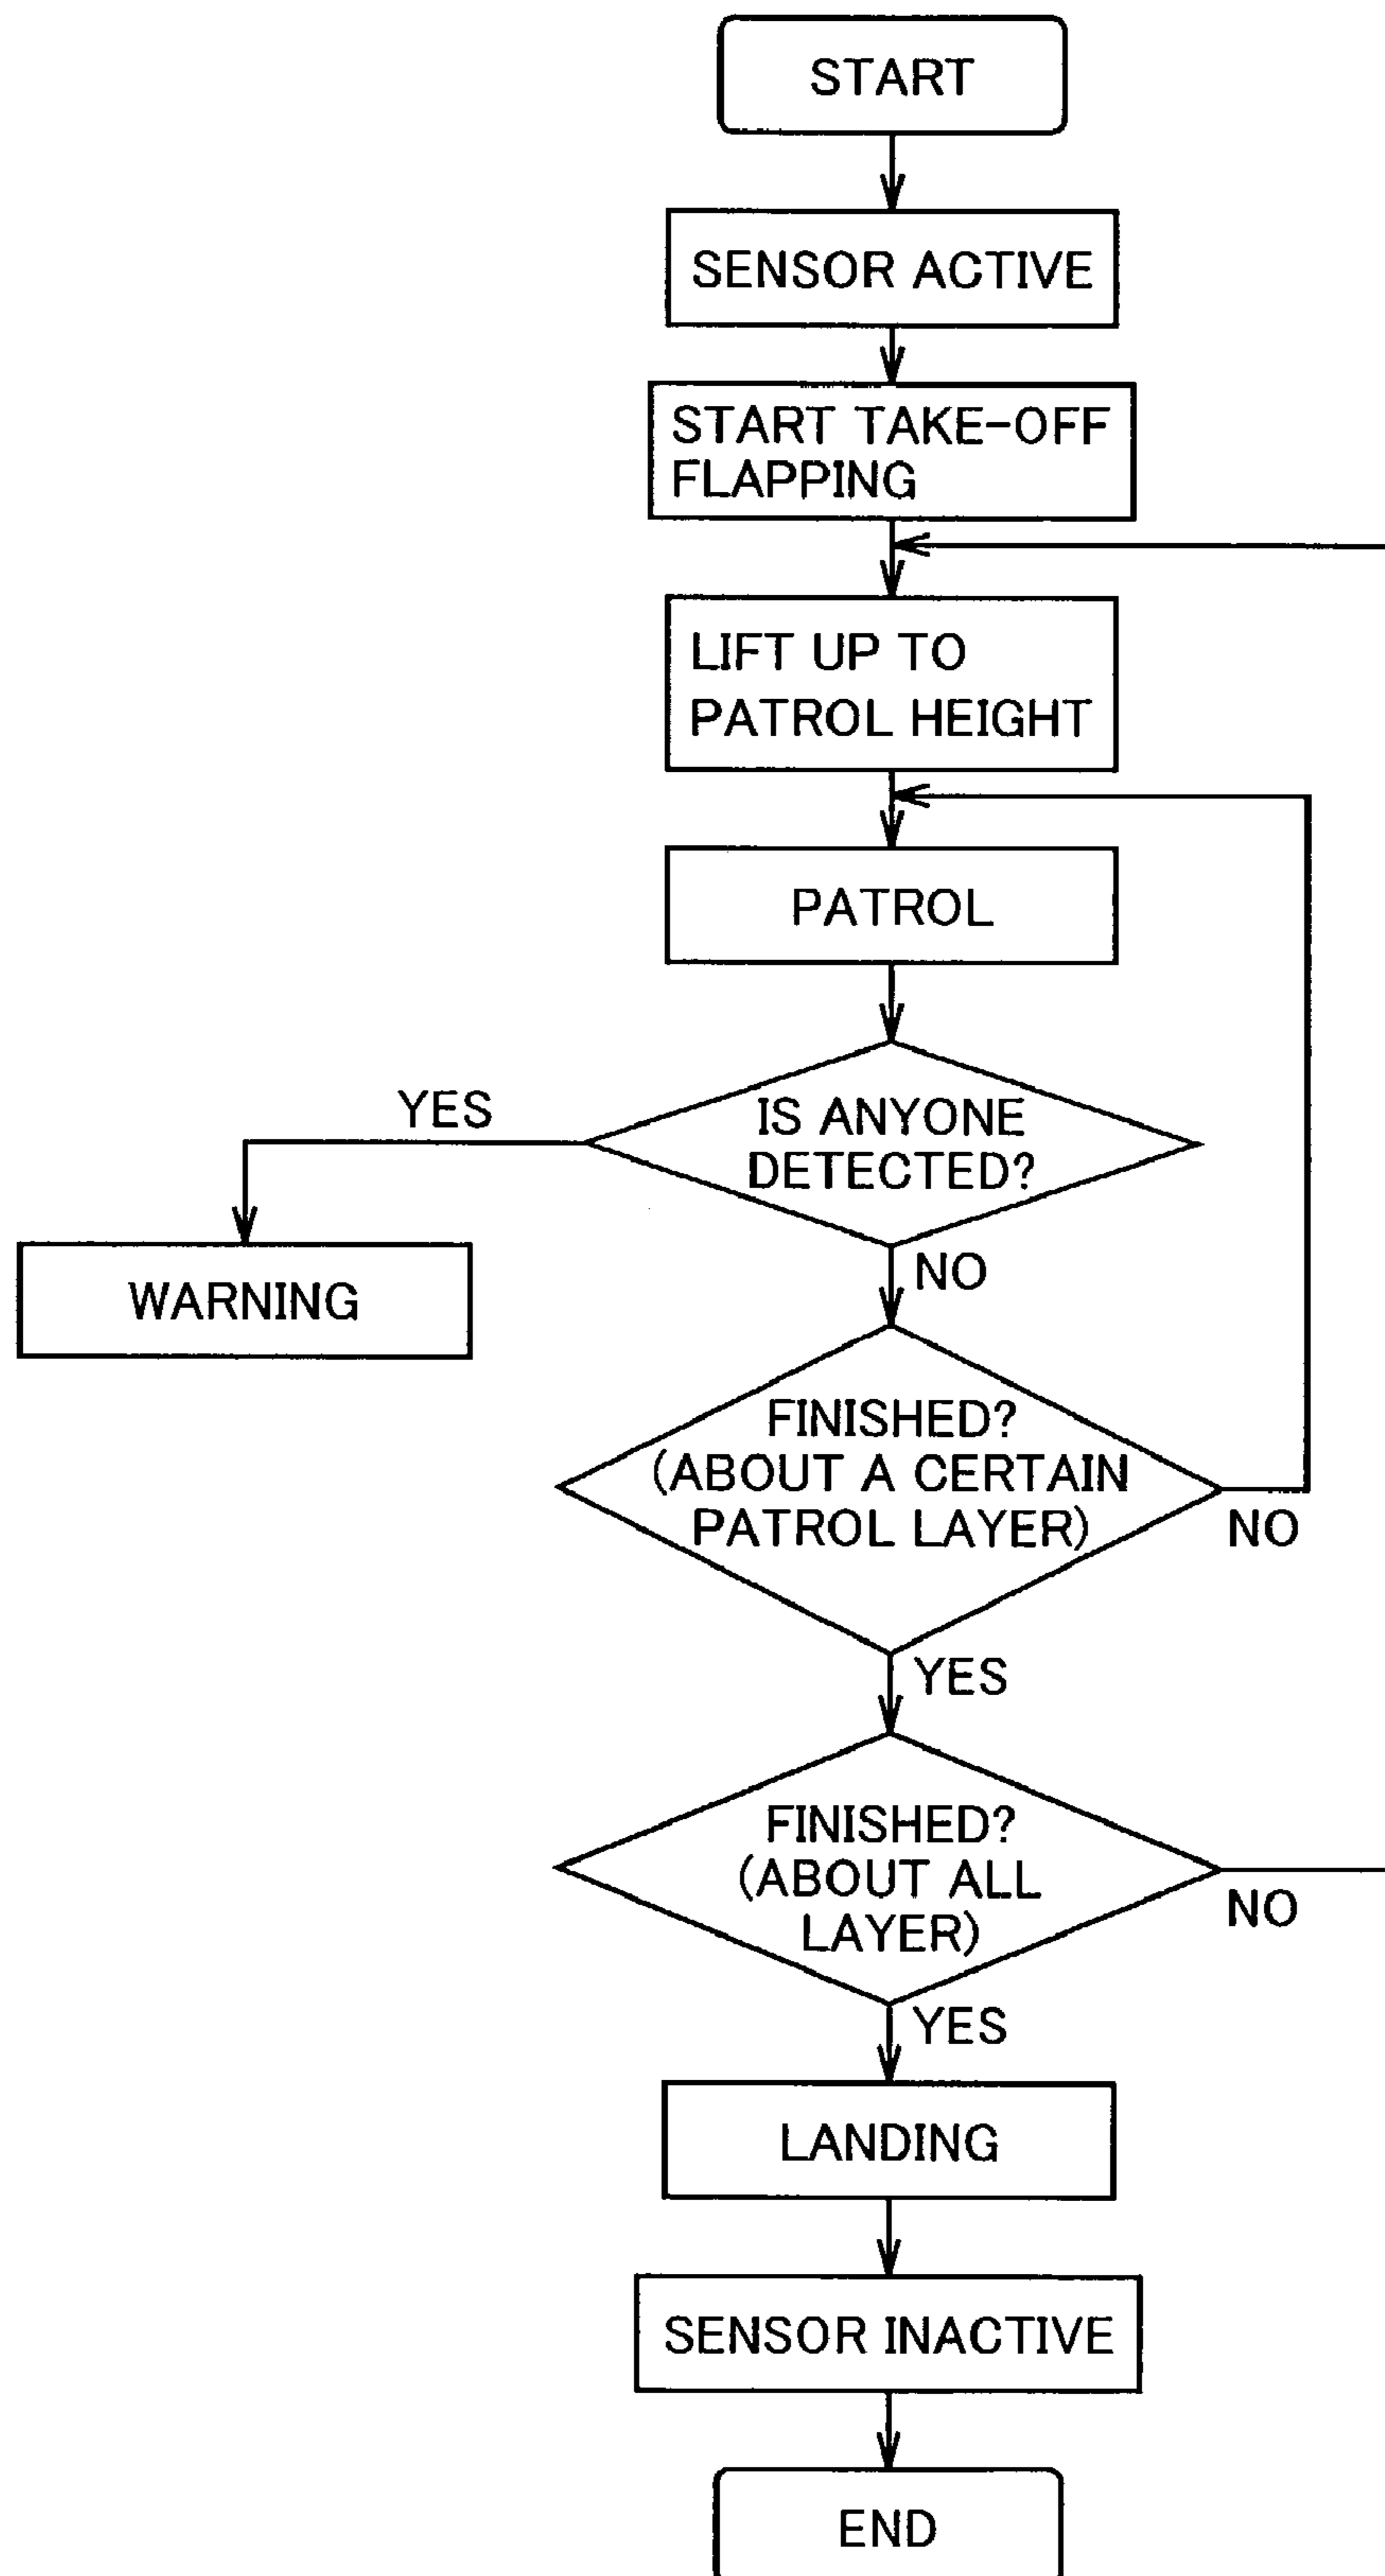 START
SENSOR ACTIVE
START TAKE-OFF
FLAPPING
LIFT UP TO
PATROL HEIGHT
PATROL
YES
IS ANYONE
DETECTED?
NO
WARNING
FINISHED?
(ABOUT A CERTAIN
PATROL LAYER)
NO
YES
FINISHED?
(ABOUT ALL
LAYER)
NO
YES
LANDING
SENSOR INACTIVE
END